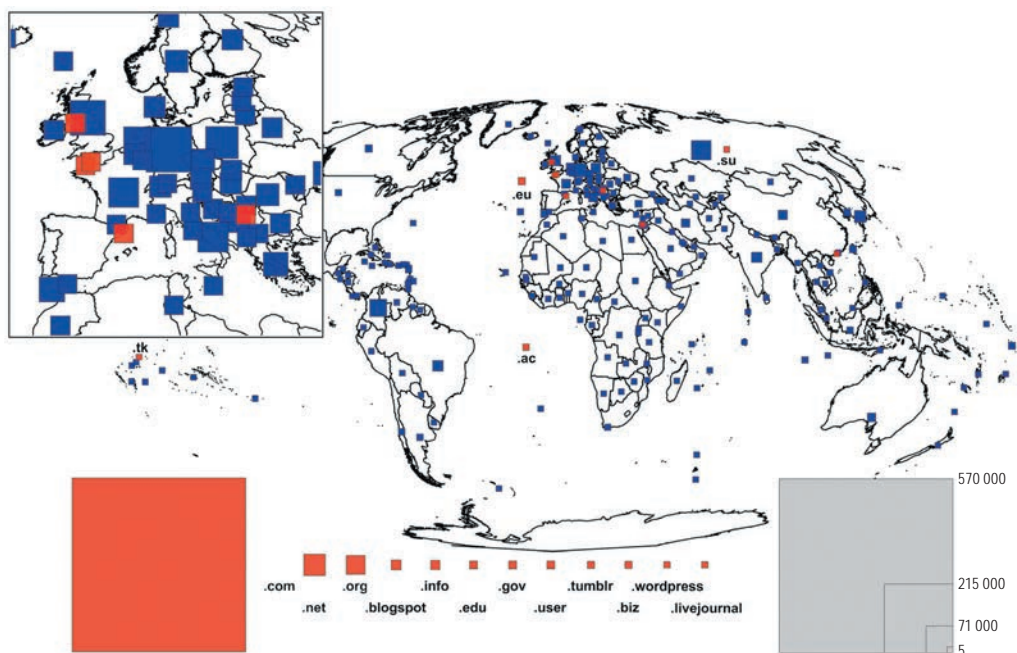 .su
.eu
.tk
.ac
570 000
215 000
71 000
5
.com .org .info .gov .tumblr .wordpress
.net .blogspot .edu .user .biz .livejournal